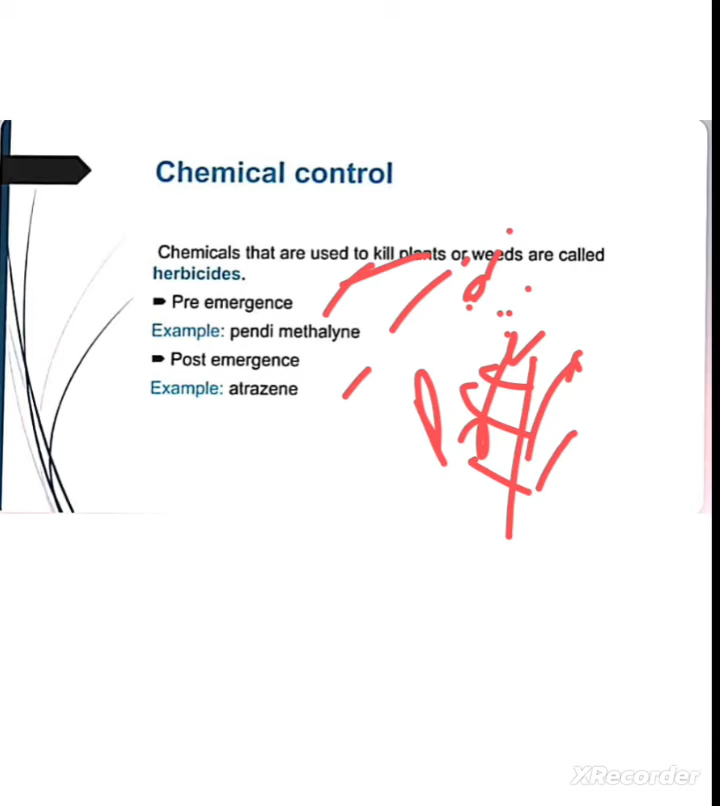 Chemical control
Chemicals that are used to kill plants or weeds are called
herbicides.
Pre emergence
Example: pendi methalyne
Post emergence
Example: atrazene
XRecorder